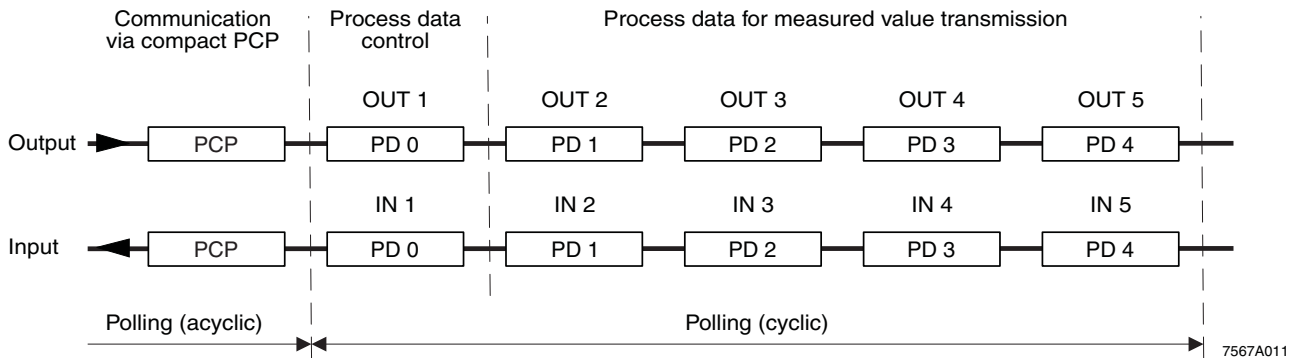 Communication
via compact PCP
Process data
control
Process data for measured value transmission
OUT 1 OUT 2 OUT 3 OUT 4 OUT 5
Output PCP PD 0 PD 1 PD 2 PD 3 PD 4
IN 1 IN 2 IN 3 IN 4 IN 5
Input PCP PD 0 PD 1 PD 2 PD 3 PD 4
Polling (acyclic) Polling (cyclic)
7567A011